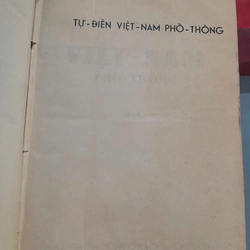 TỰ-ĐIỂN VIỆT-NAM PHỔ-THÔNG